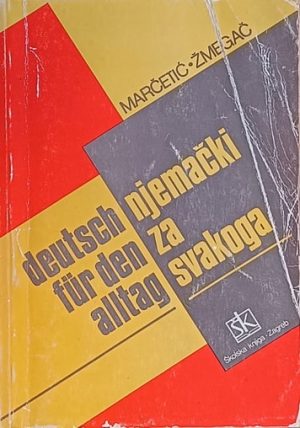 MARČETIĆ • ŽMEGAČ
deutsch
für den
alltag
njemački
za
svakoga
ŠK
Školska knjiga · Zagreb